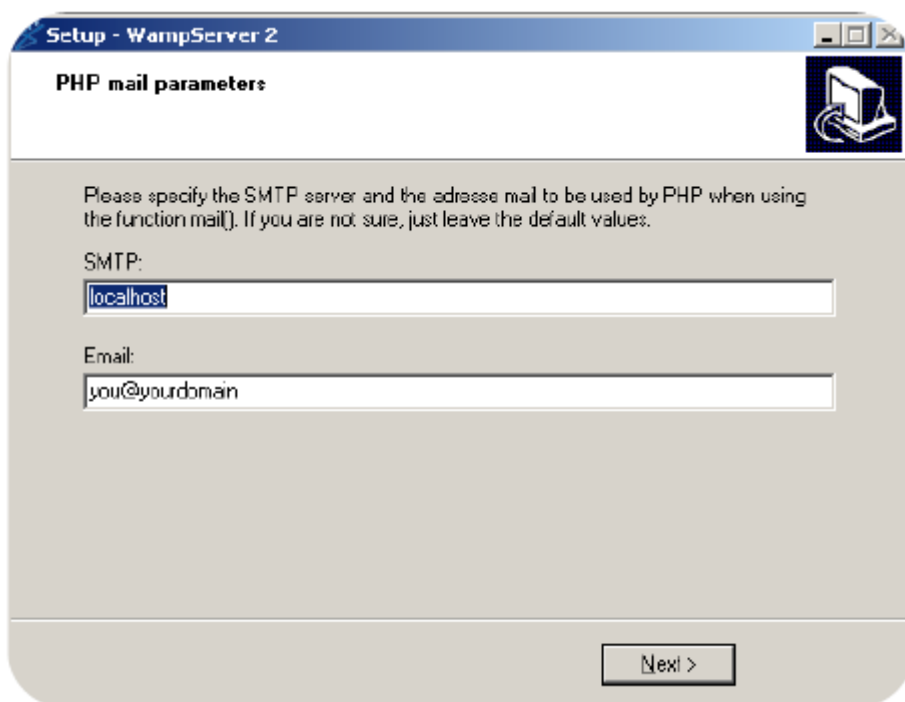 Setup - WampServer 2
PHP mail parameters
Please specify the SMTP server and the adresse mail to be used by PHP when using
the function mail(). If you are not sure, just leave the default values.
SMTP:
localhost
Email:
you@yourdomain
Next >